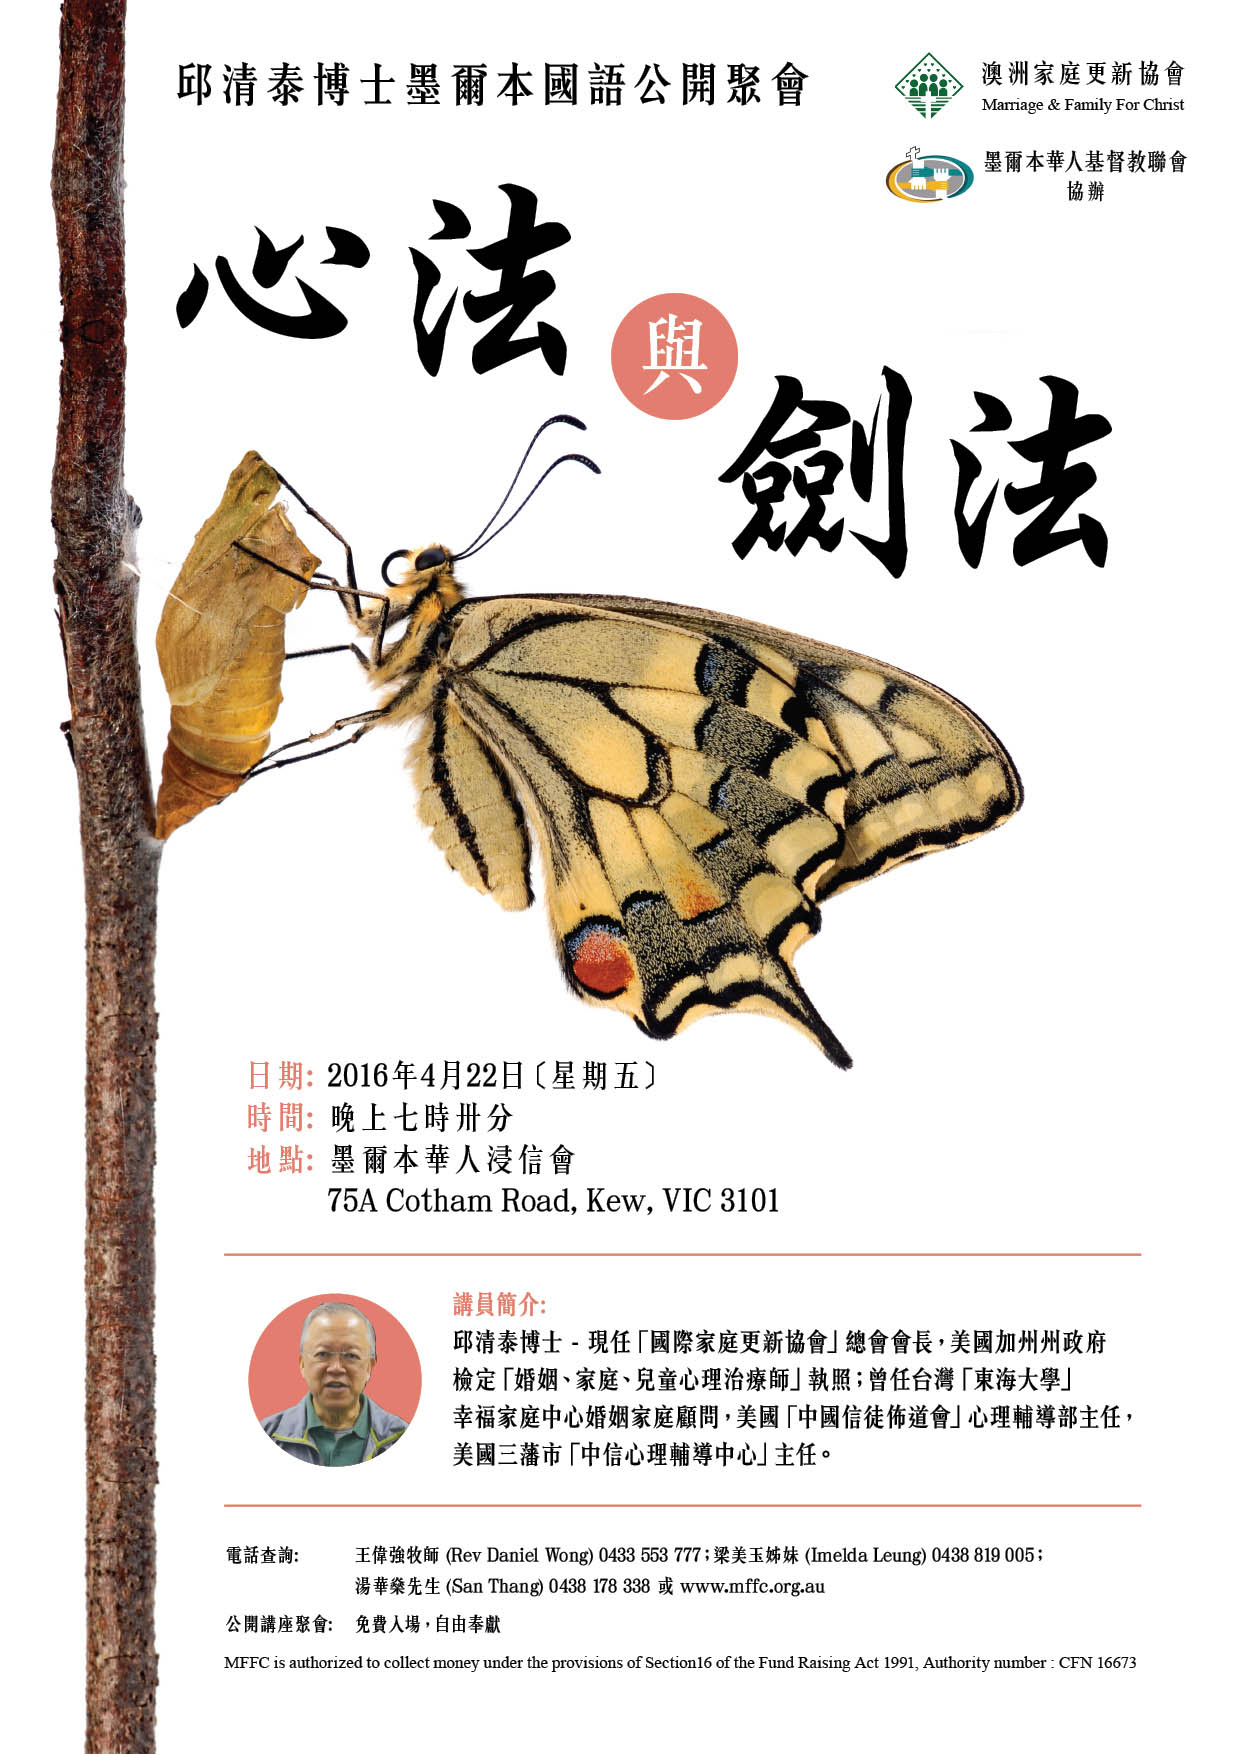 邱清泰博士墨爾本國語公開聚會
澳洲家庭更新協會
Marriage & Family For Christ
墨爾本華人基督教聯會
協辦
心法
與
劍法
日期: 2016年4月22日〔星期五〕
時間: 晚上七時卅分
地點: 墨爾本華人浸信會
75A Cotham Road, Kew, VIC 3101
講員簡介:
邱清泰博士 - 現任「國際家庭更新協會」總會會長，美國加州州政府
檢定「婚姻、家庭、兒童心理治療師」執照；曾任台灣「東海大學」
幸福家庭中心婚姻家庭顧問，美國「中國信徒佈道會」心理輔導部主任，
美國三藩市「中信心理輔導中心」主任。
電話查詢: 王偉強牧師 (Rev Daniel Wong) 0433 553 777；梁美玉姊妹 (Imelda Leung) 0438 819 005；
湯華燊先生 (San Thang) 0438 178 338 或 www.mffc.org.au
公開講座聚會: 免費入場，自由奉獻
MFFC is authorized to collect money under the provisions of Section16 of the Fund Raising Act 1991, Authority number : CFN 16673